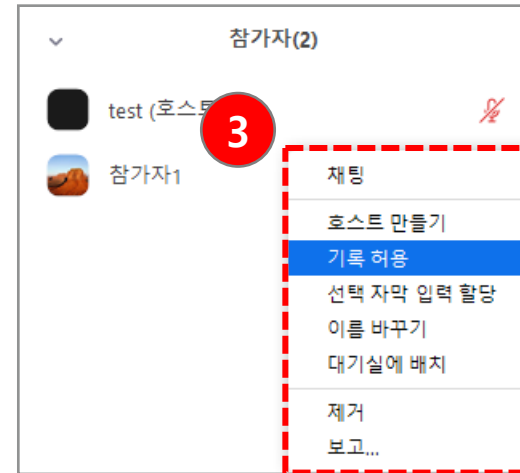 참가자(2)
test (호스트
3
참가자1
채팅
호스트 만들기
기록 허용
선택 자막 입력 할당
이름 바꾸기
대기실에 배치
제거
보고...